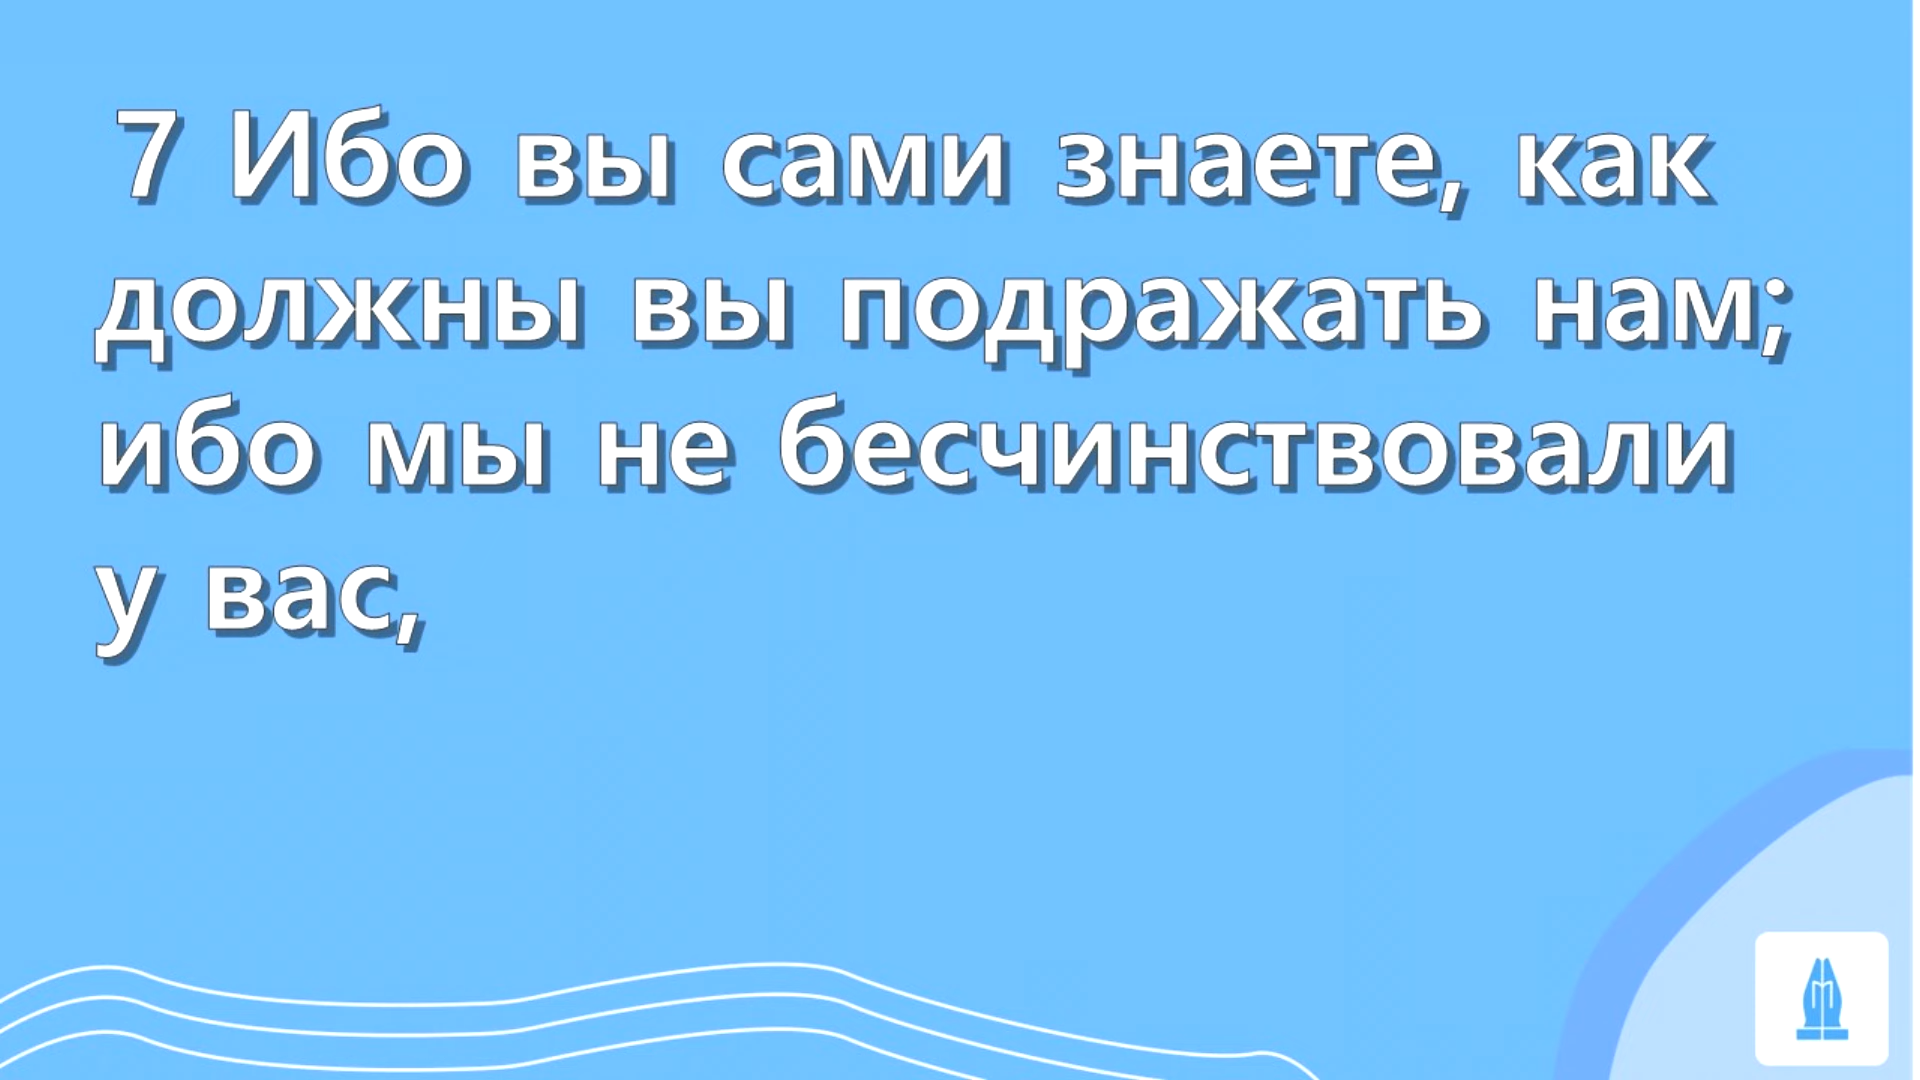 7 Ибо вы сами знаете, как
должны вы подражать нам;
ибо мы не бесчинствовали
у вас,